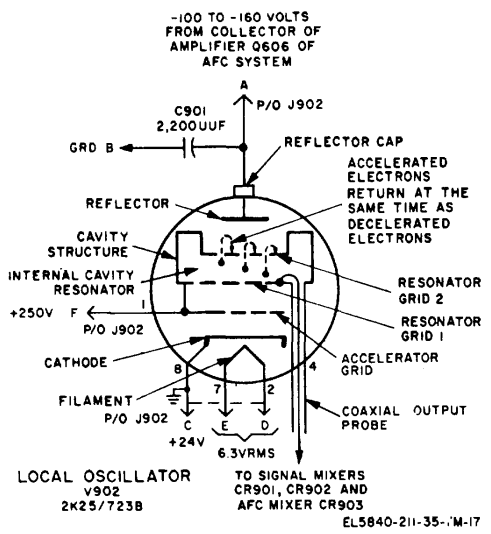 -100 TO -160 VOLTS
FROM COLLECTOR OF
AMPLIFIER Q606 OF
AFC SYSTEM
A
P/O J902
C901
2,200UUF
GRD B
REFLECTOR CAP
ACCELERATED
ELECTRONS
RETURN AT THE
SAME TIME AS
DECELERATED
ELECTRONS
REFLECTOR
CAVITY
STRUCTURE
INTERNAL CAVITY
RESONATOR
RESONATOR
GRID 2
+250V F
1
P/O J902
RESONATOR
GRID 1
CATHODE
ACCELERATOR
GRID
8
7
2
4
FILAMENT
P/O J902
C
E
D
+24V
6.3VRMS
COAXIAL OUTPUT
PROBE
LOCAL OSCILLATOR
V902
2K25/723B
TO SIGNAL MIXERS
CR901, CR902 AND
AFC MIXER CR903